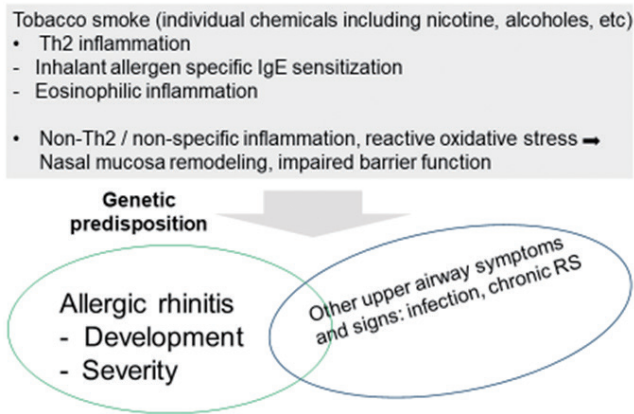 Tobacco smoke (individual chemicals including nicotine, alcoholes, etc)
• Th2 inflammation
- Inhalant allergen specific IgE sensitization
- Eosinophilic inflammation
• Non-Th2 / non-specific inflammation, reactive oxidative stress ➡
Nasal mucosa remodeling, impaired barrier function
Genetic
predisposition
Allergic rhinitis
- Development
- Severity
Other upper airway symptoms
and signs: infection, chronic RS